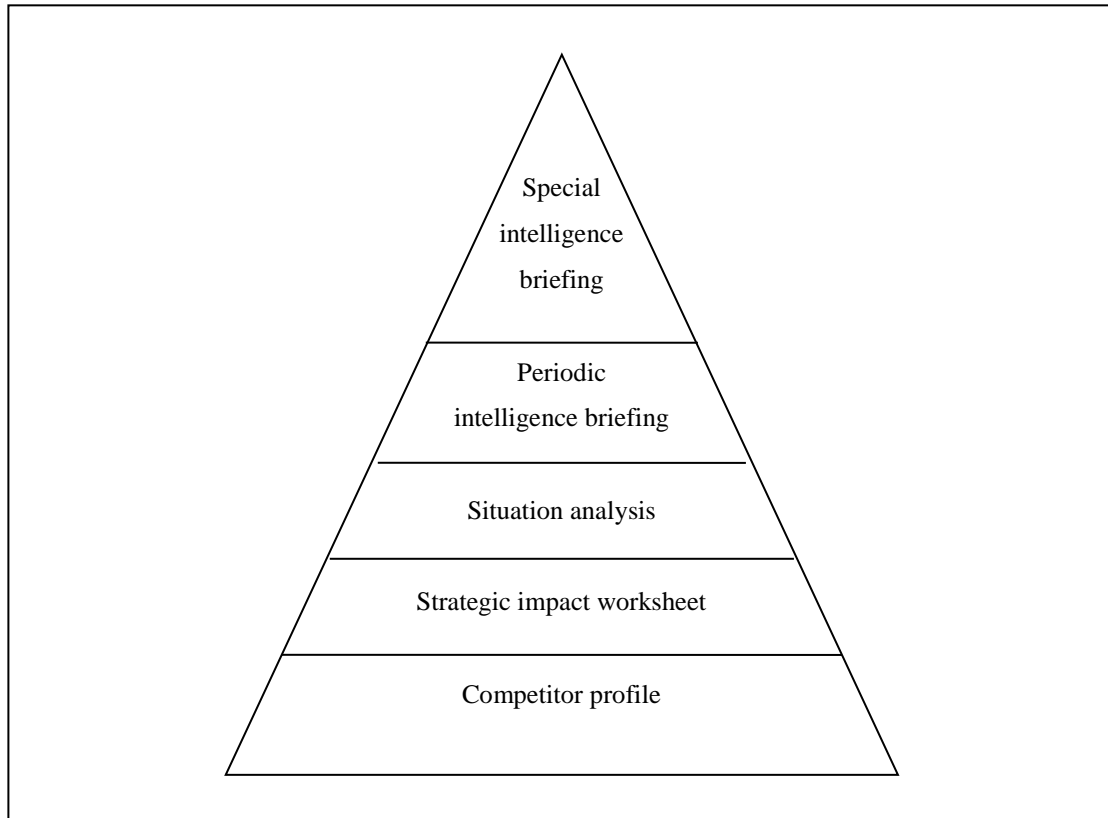 Special
intelligence
briefing
Periodic
intelligence briefing
Situation analysis
Strategic impact worksheet
Competitor profile